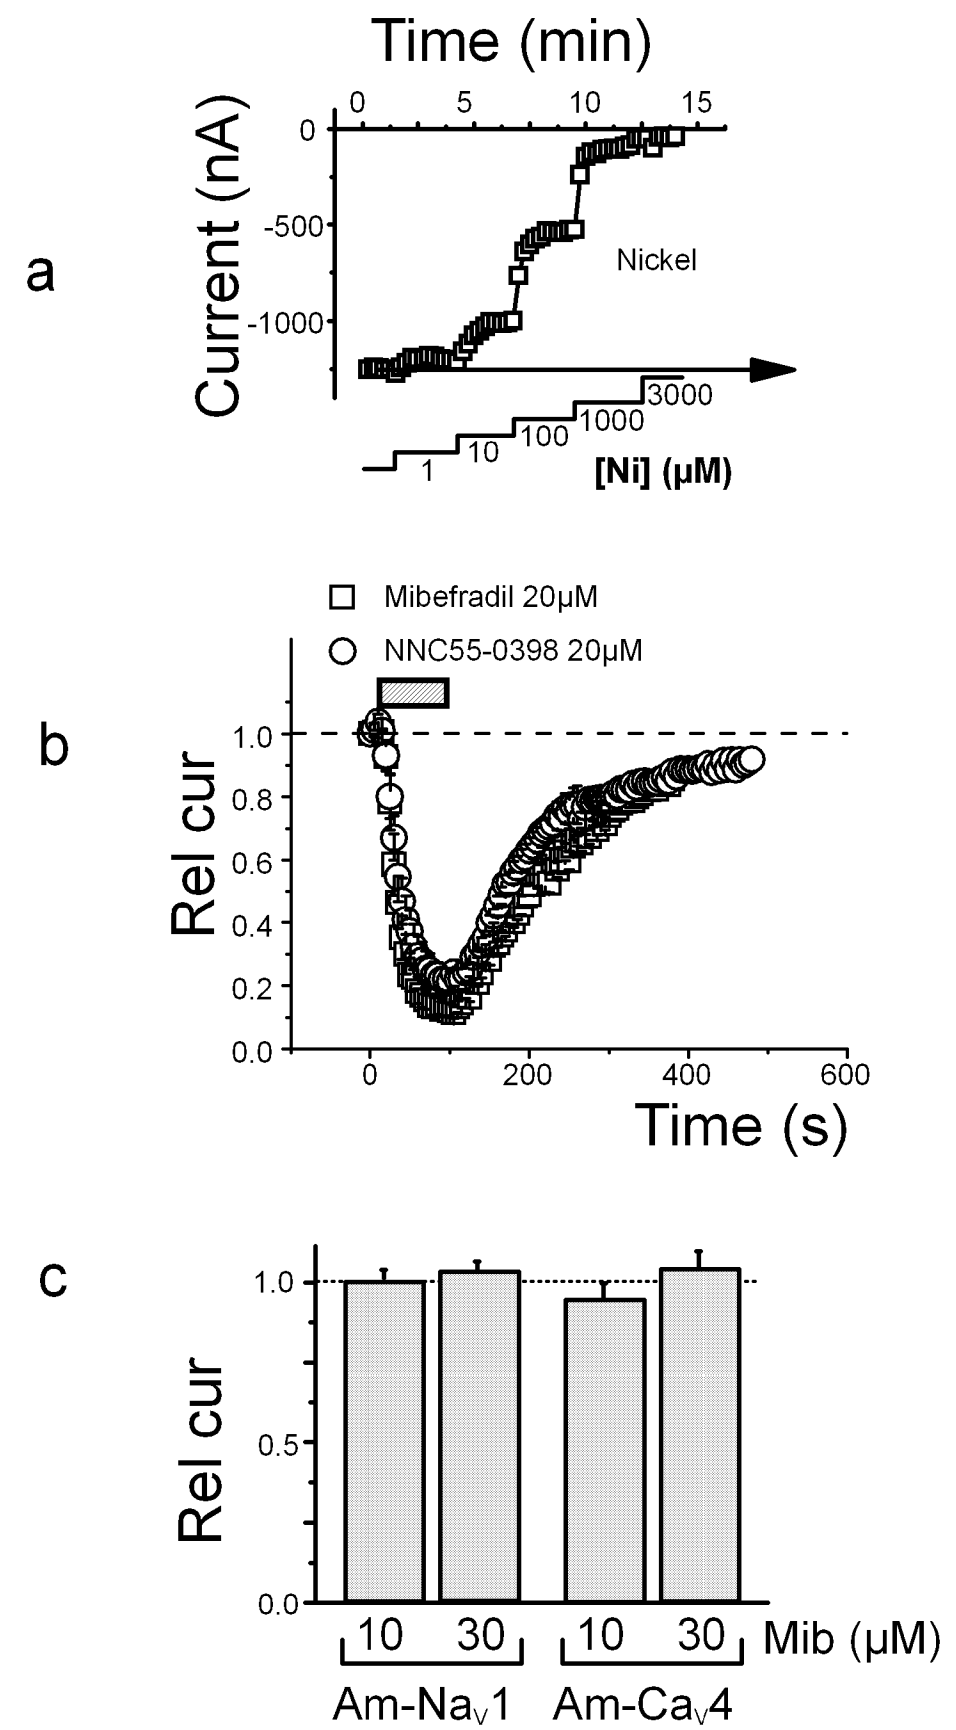 Time (min)
0 5 10 15
a
Current (nA)
0
-500
-1000
Nickel
1 10 100 1000 3000
[Ni] (µM)
Mibefradil 20µM
NNC55-0398 20µM
b
Rel cur
1.0
0.8
0.6
0.4
0.2
0.0
0 200 400 600
Time (s)
c
Rel cur
1.0
0.5
0.0
10 30 10 30 Mib (µM)
Am-NaV1 Am-CaV4